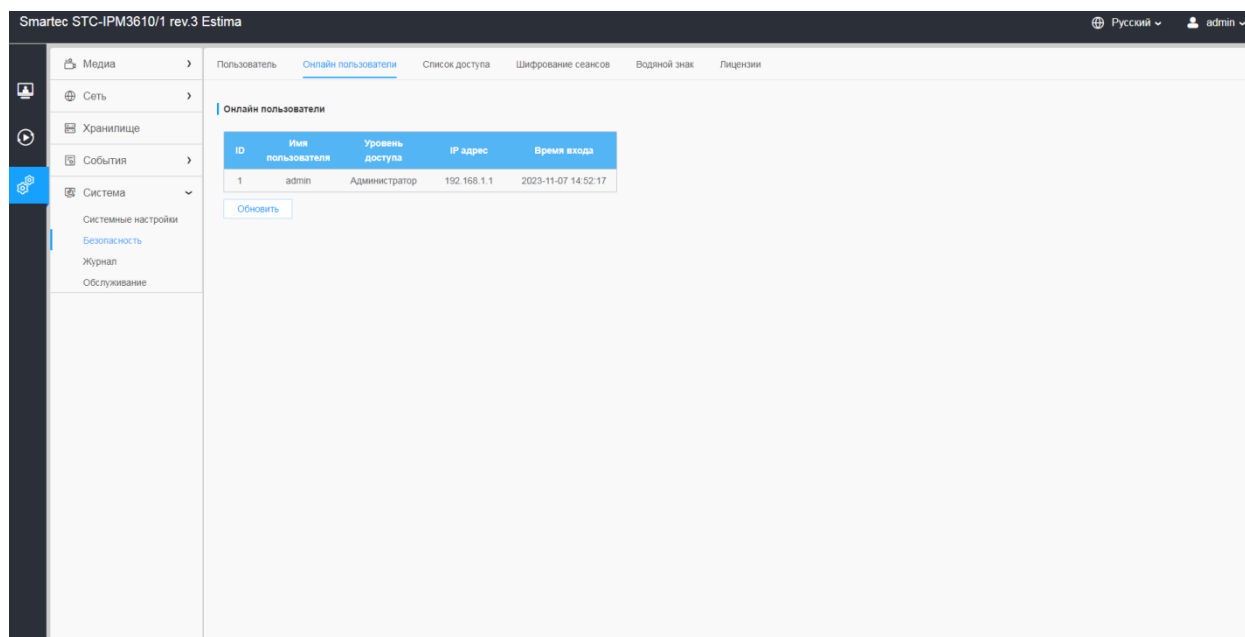 Smartec STC-IPM3610/1 rev.3 Estima
Русский
admin
Медиа
Сеть
Хранилище
События
Система
Системные настройки
Безопасность
Журнал
Обслуживание
Пользователь Онлайн пользователи Список доступа Шифрование сеансов Водяной знак Лицензии
Онлайн пользователи
ID Имя пользователя Уровень доступа IP адрес Время входа
1 admin Администратор 192.168.1.1 2023-11-07 14:52:17
Обновить